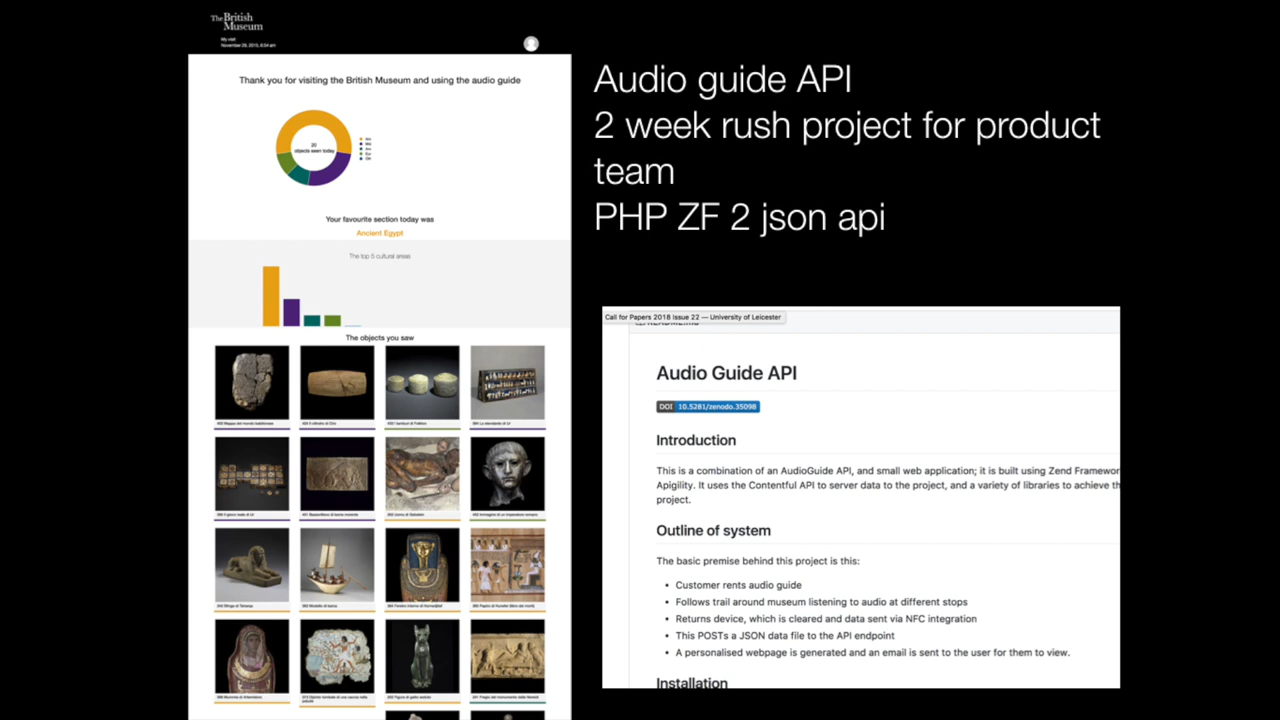 The British
Museum
My visit
November 28, 2015, 8:54 am
Thank you for visiting the British Museum and using the audio guide
20
objects seen today
Your favourite section today was
Ancient Egypt
The top 5 cultural areas
The objects you saw
Audio guide API
2 week rush project for product
team
PHP ZF 2 json api
Call for Papers 2018 Issue 22 — University of Leicester
Audio Guide API
DOI 10.5281/zenodo.35098
Introduction
This is a combination of an AudioGuide API, and small web application; it is built using Zend Framewor
Apigility. It uses the Contentful API to server data to the project, and a variety of libraries to achieve th
project.
Outline of system
The basic premise behind this project is this:
• Customer rents audio guide
• Follows trail around museum listening to audio at different stops
• Returns device, which is cleared and data sent via NFC integration
• This POSTs a JSON data file to the API endpoint
• A personalised webpage is generated and an email is sent to the user for them to view.
Installation